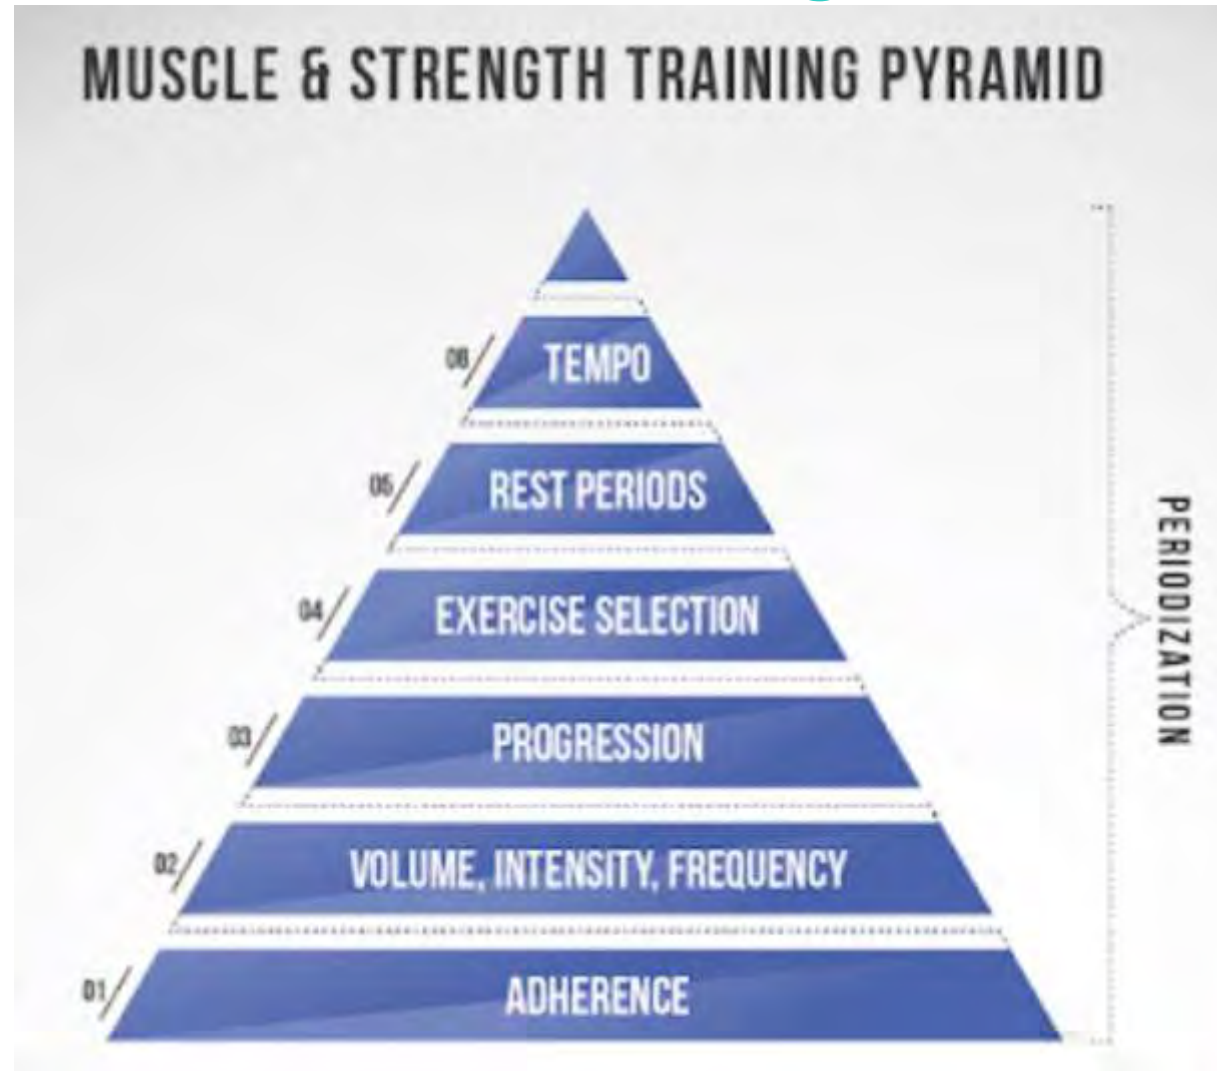 MUSCLE & STRENGTH TRAINING PYRAMID
06
TEMPO
05
REST PERIODS
04
EXERCISE SELECTION
03
PROGRESSION
02
VOLUME, INTENSITY, FREQUENCY
01
ADHERENCE
PERIODIZATION